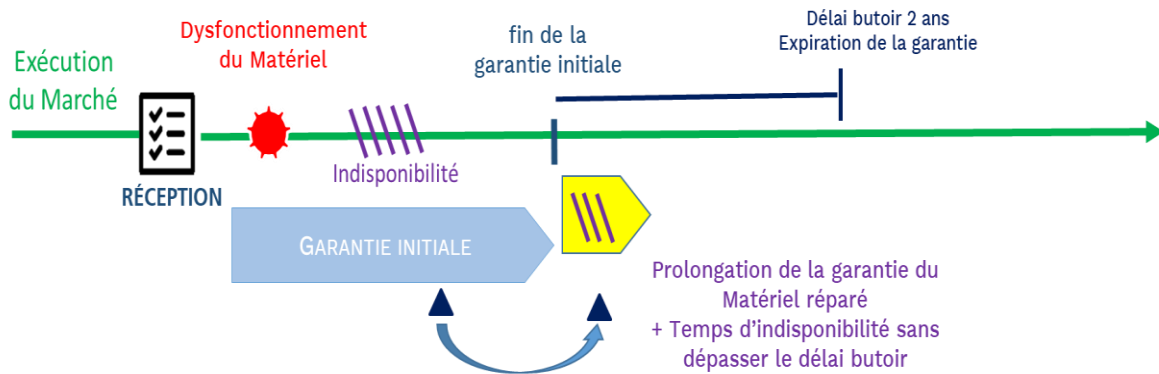 Exécution
du Marché
RÉCEPTION
Dysfonctionnement
du Matériel
Indisponibilité
fin de la
garantie initiale
Délai butoir 2 ans
Expiration de la garantie
GARANTIE INITIALE
Prolongation de la garantie du
Matériel réparé
+ Temps d'indisponibilité sans
dépasser le délai butoir